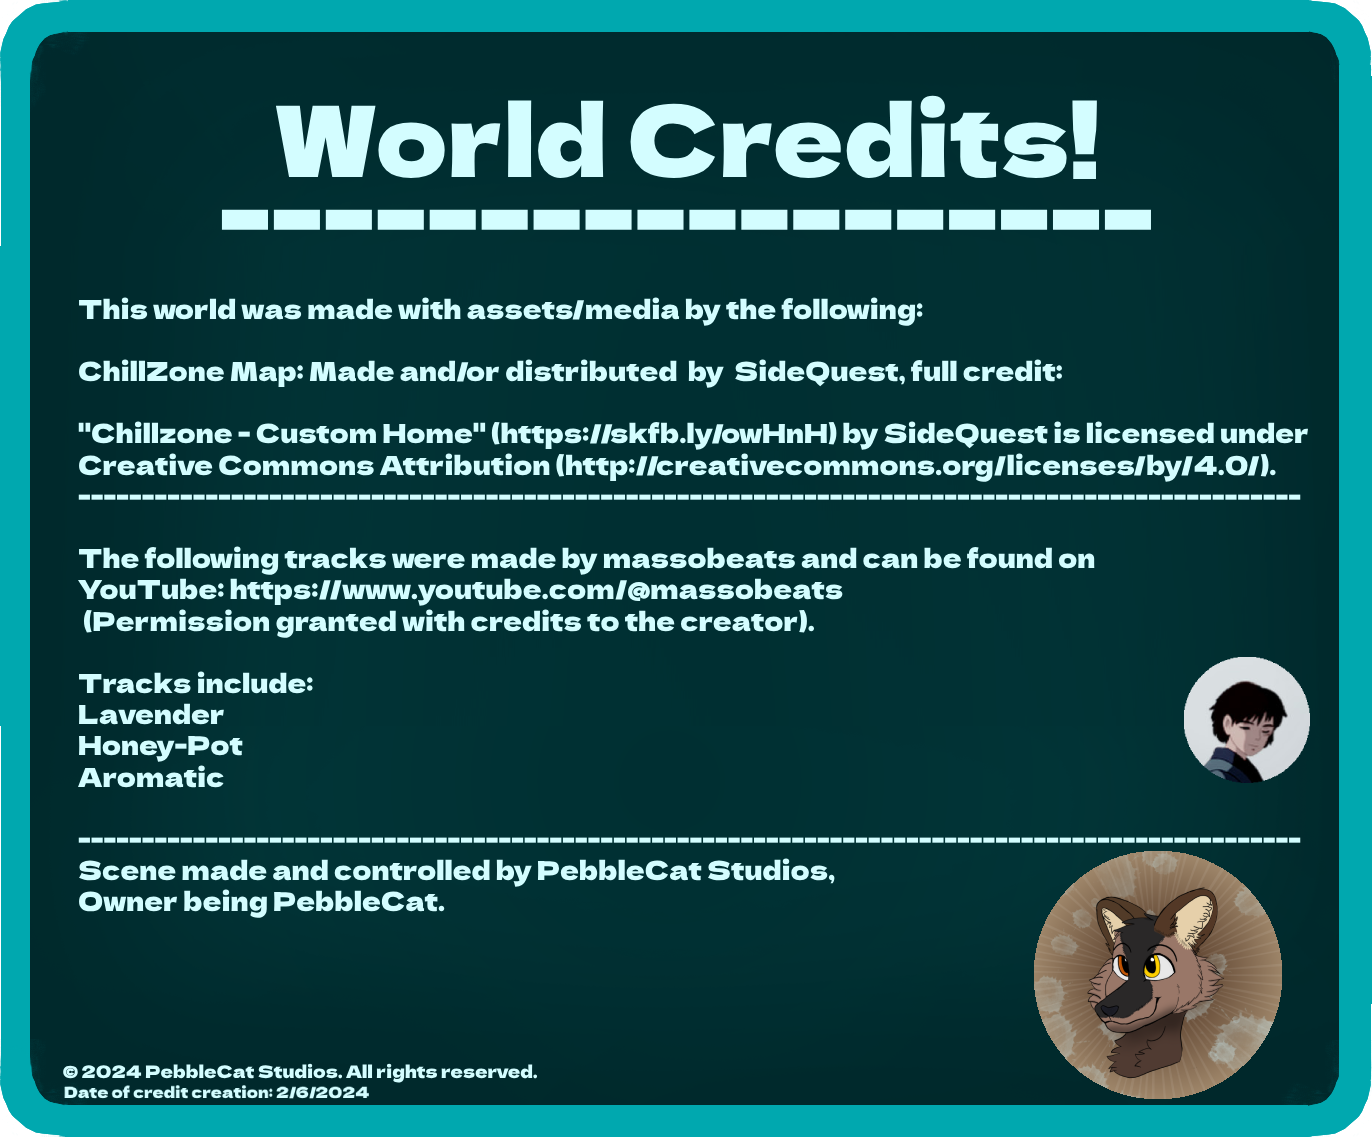 World Credits!
------------------
This world was made with assets/media by the following:
ChillZone Map: Made and/or distributed  by  SideQuest, full credit:
"Chillzone - Custom Home" (https://skfb.ly/owHnH) by SideQuest is licensed under
Creative Commons Attribution (http://creativecommons.org/licenses/by/4.0/).
------------------------------------------------------------------------------------------------
The following tracks were made by massobeats and can be found on
YouTube: https://www.youtube.com/@massobeats
(Permission granted with credits to the creator).
Tracks include:
Lavender
Honey-Pot
Aromatic
------------------------------------------------------------------------------------------------
Scene made and controlled by PebbleCat Studios,
Owner being PebbleCat.
© 2024 PebbleCat Studios. All rights reserved.
Date of credit creation: 2/6/2024